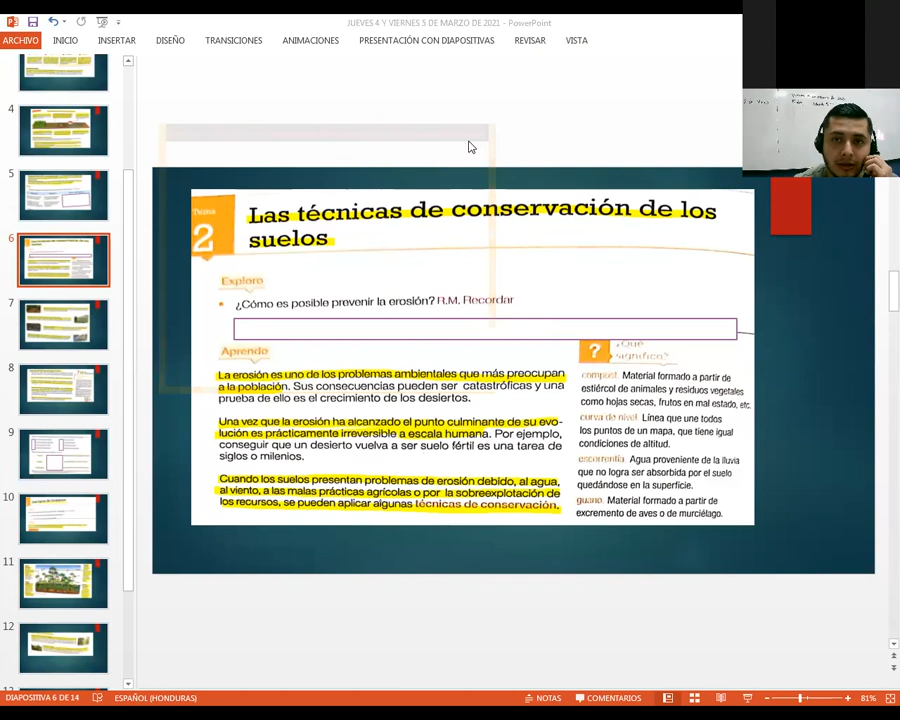 JUEVES 4 Y VIERNES 5 DE MARZO DE 2021 - PowerPoint
ARCHIVO INICIO INSERTAR DISEÑO TRANSICIONES ANIMACIONES PRESENTACIÓN CON DIAPOSITIVAS REVISAR VISTA
4
5
6
7
8
9
10
11
12
Tema
2
Las técnicas de conservación de los
suelos
Exploro
¿Cómo es posible prevenir la erosión? R.M. Recordar
Aprendo
La erosión es uno de los problemas ambientales que más preocupan
a la población. Sus consecuencias pueden ser catastróficas y una
prueba de ello es el crecimiento de los desiertos.
Una vez que la erosión ha alcanzado el punto culminante de su evo-
lución es prácticamente irreversible a escala humana. Por ejemplo,
conseguir que un desierto vuelva a ser suelo fértil es una tarea de
siglos o milenios.
Cuando los suelos presentan problemas de erosión debido, al agua,
al viento, a las malas prácticas agrícolas o por la sobreexplotación de
los recursos, se pueden aplicar algunas técnicas de conservación.
?
¿Qué
significa?
compost. Material formado a partir de
estiércol de animales y residuos vegetales
como hojas secas, frutos en mal estado, etc.
curva de nivel. Línea que une todos
los puntos de un mapa, que tiene igual
condiciones de altitud.
escorrentía. Agua proveniente de la lluvia
que no logra ser absorbida por el suelo
quedándose en la superficie.
guano. Material formado a partir de
excremento de aves o de murciélago.
DIAPOSITIVA 6 DE 14 ESPAÑOL (HONDURAS) NOTAS COMENTARIOS 81%